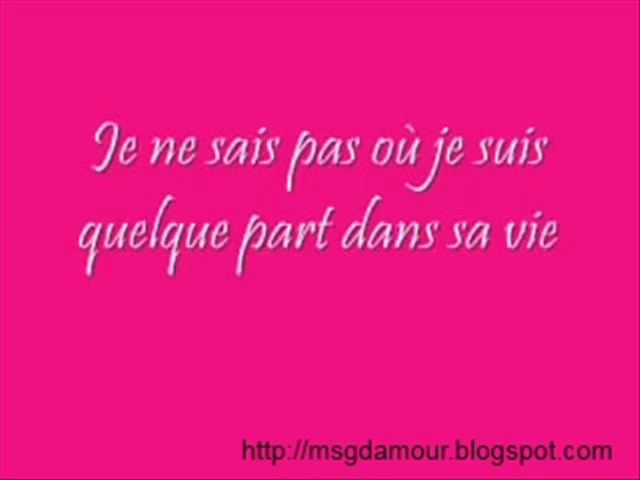 Je ne sais pas où je suis
quelque part dans sa vie
http://msgdamour.blogspot.com